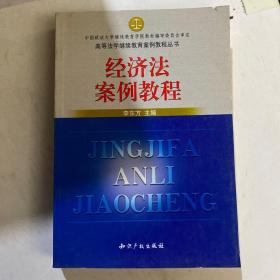 中国政法大学继续教育学院教材编写委员会审定
高等法学继续教育案例教程丛书
经济法
案例教程
李东方 主编
JINGJIFA
ANLI
JIAOCHENG
知识产权出版社